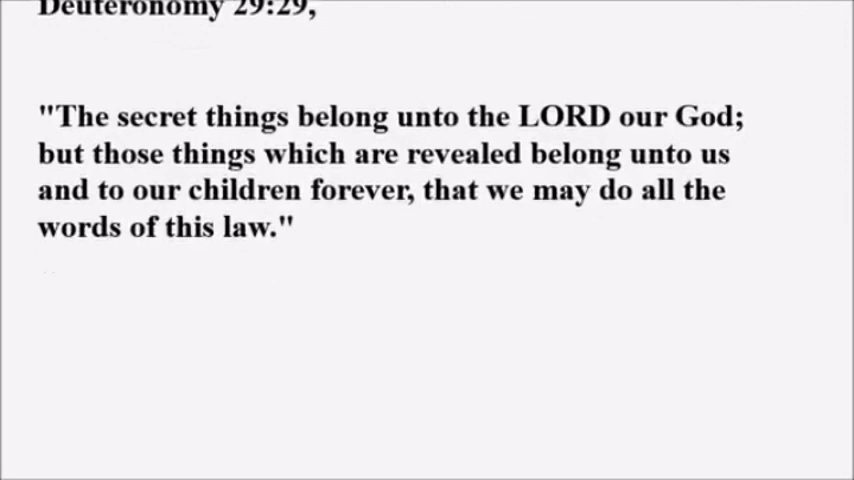 Deuteronomy 29:29,
"The secret things belong unto the LORD our God;
but those things which are revealed belong unto us
and to our children forever, that we may do all the
words of this law."